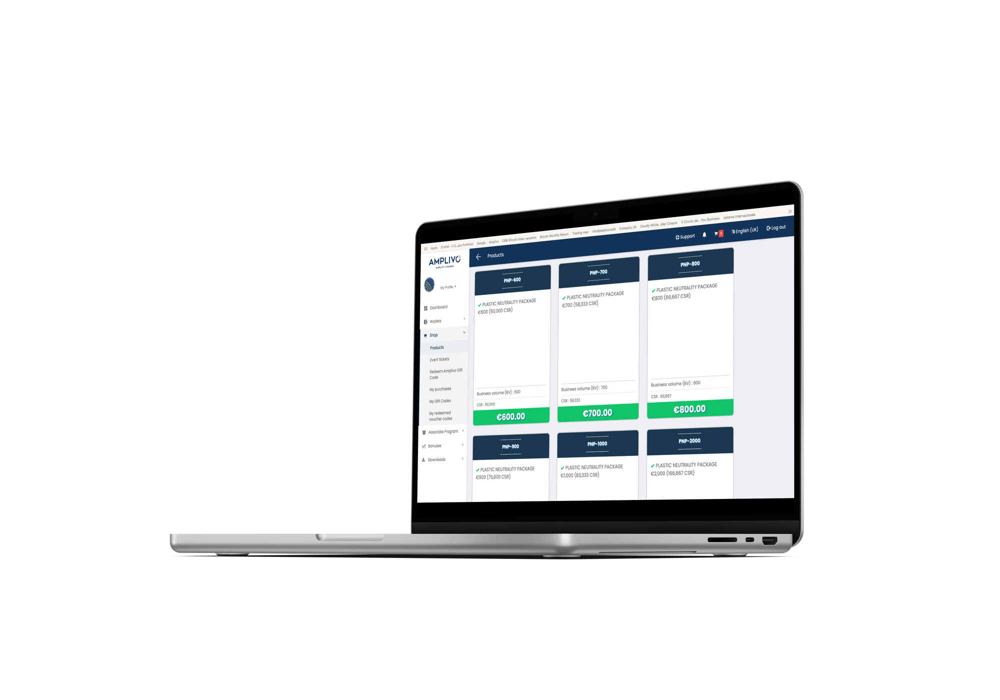 Apple CrisPal - Il Ci...pto Portfolio) Google Amplivo CBBI Bitcoin Index valuation Bitcoin Monthly Return Trading view info@plasticcredit Company UK Doodly White...ideo Creator Il Circolo de... You Business sistema internazionale
Support 1 English (UK) Log out
Products
AMPLIVO
AMPLIFY CHANGE
My Profile
Dashboard
Wallets
Shop
Products
Event tickets
Redeem Amplivo Gift
Code
My purchases
My Gift Codes
My redeemed
voucher codes
Associate Program
Bonuses
Downloads
PNP-600
PLASTIC NEUTRALITY PACKAGE
€600 (50,000 CSR)
Business volume (BV) : 600
CSR : 50,000
€600.00
PNP-700
PLASTIC NEUTRALITY PACKAGE
€700 (58,333 CSR)
Business volume (BV) : 700
CSR : 58,333
€700.00
PNP-800
PLASTIC NEUTRALITY PACKAGE
€800 (66,667 CSR)
Business volume (BV) : 800
CSR : 66,667
€800.00
PNP-900
PLASTIC NEUTRALITY PACKAGE
€900 (75,000 CSR)
PNP-1000
PLASTIC NEUTRALITY PACKAGE
€1,000 (83,333 CSR)
PNP-2000
PLASTIC NEUTRALITY PACKAGE
€2,000 (166,667 CSR)